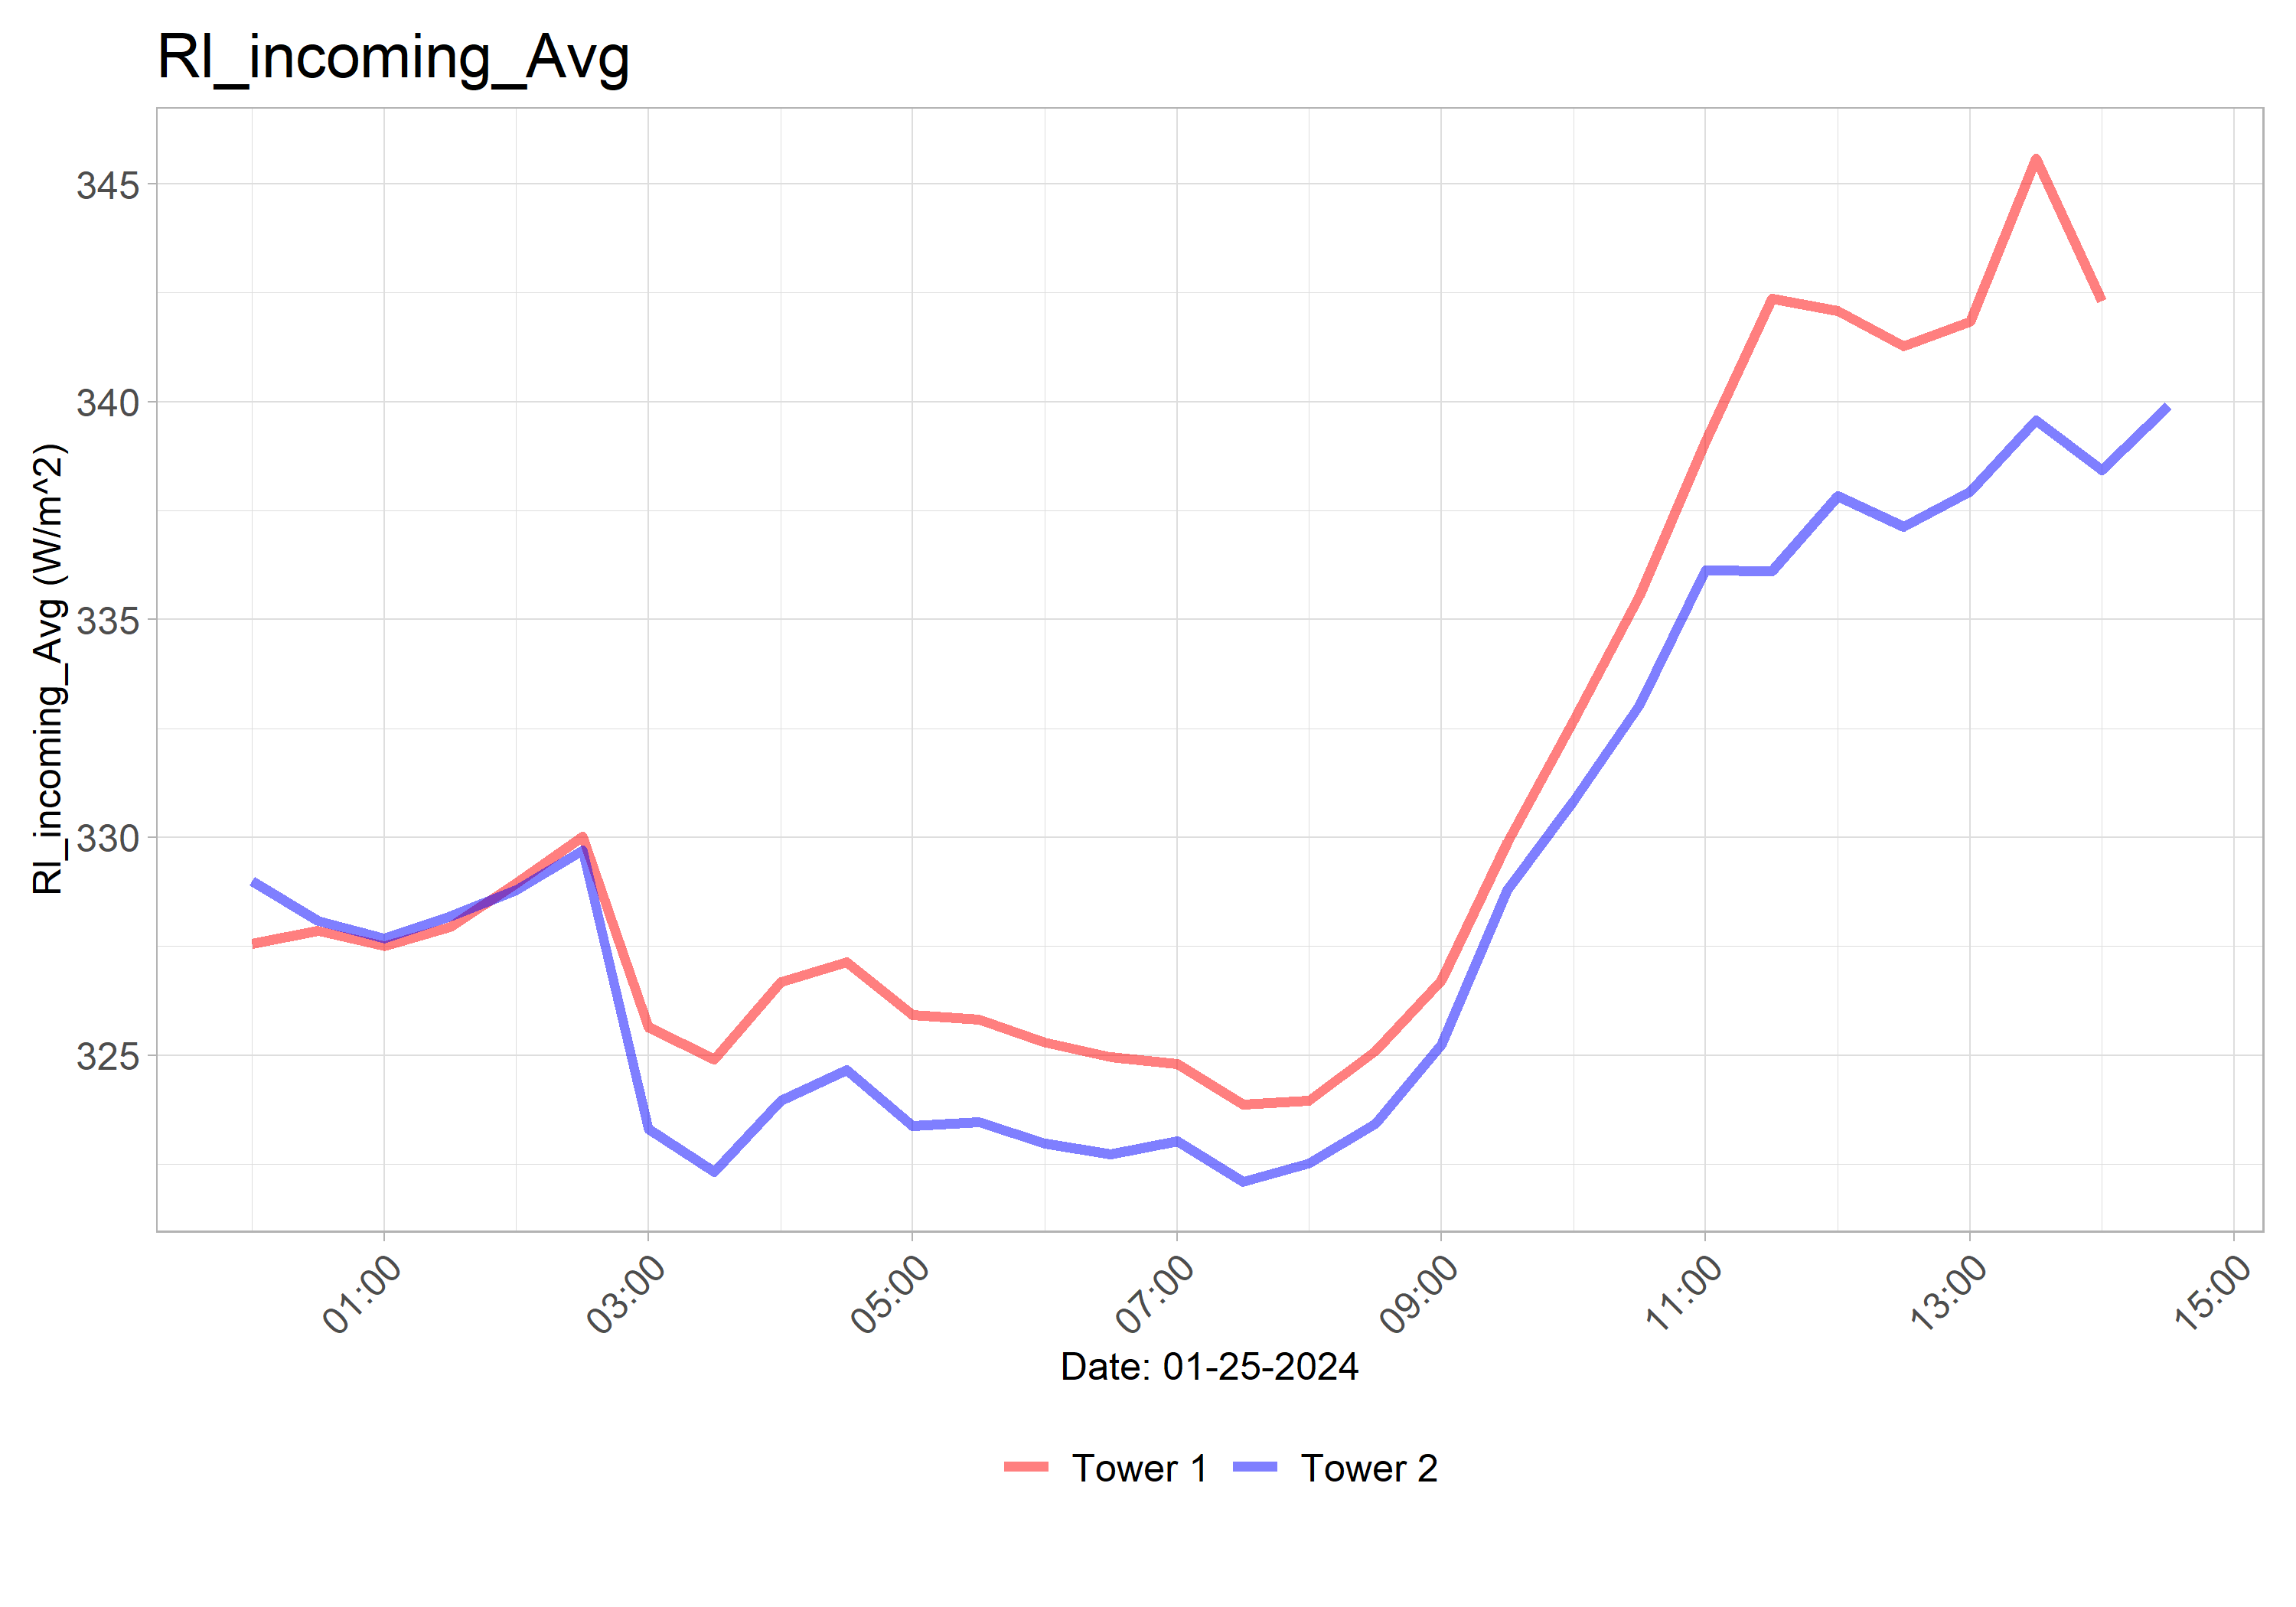 Rl_incoming_Avg
Rl_incoming_Avg (W/m^2)
345
340
335
330
325
01:00 03:00 05:00 07:00 09:00 11:00 13:00 15:00
Date: 01-25-2024
Tower 1 Tower 2